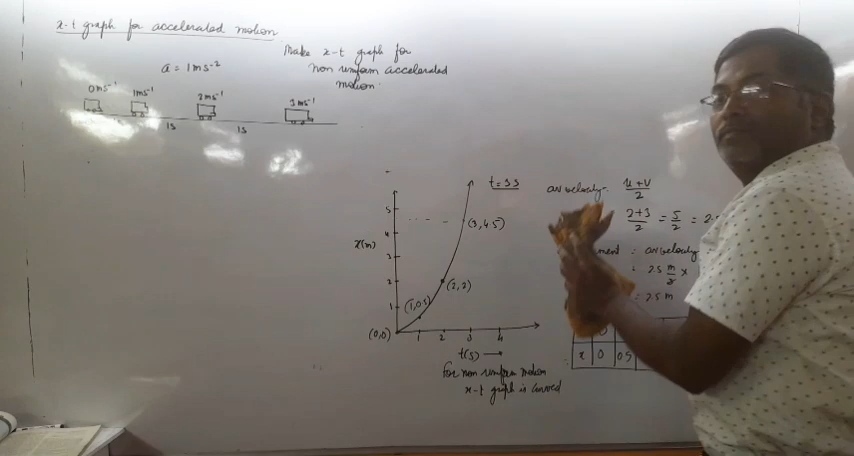 x-t graph for accelerated motion
a = 1ms⁻²
Make x-t graph for
non uniform accelerated
motion
0ms⁻¹ 1ms⁻¹ 2ms⁻¹ 3ms⁻¹
1s 1s
t=3s
5
4
3
2
1
x(m)
(3,4.5)
(2,2)
(1,0.5)
(0,0)
1 2 3 4
t(s) →
For non uniform motion
x-t graph is curved
av velocity = u+v/2
2+3/2 = 5/2 = 2.
ment = av velocity
= 2.5 m/s x
= 2.5 m
0
x 0 0.5